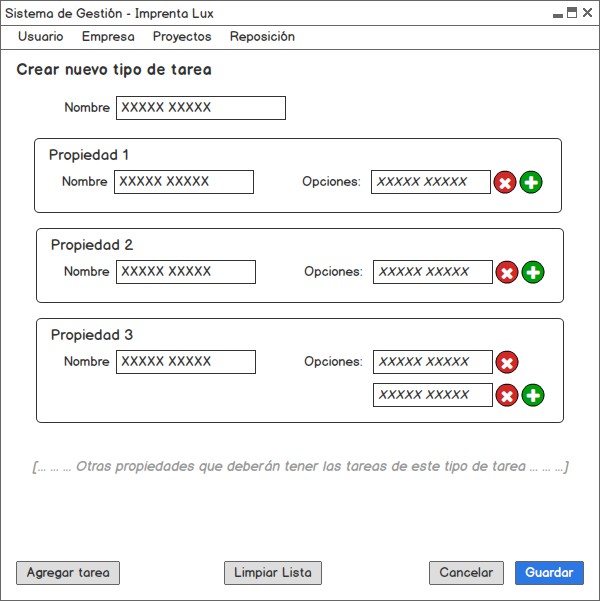 Sistema de Gestión - Imprenta Lux
Usuario Empresa Proyectos Reposición
Crear nuevo tipo de tarea
Nombre XXXXX XXXXX
Propiedad 1
Nombre XXXXX XXXXX Opciones: XXXXX XXXXX
Propiedad 2
Nombre XXXXX XXXXX Opciones: XXXXX XXXXX
Propiedad 3
Nombre XXXXX XXXXX Opciones: XXXXX XXXXX
XXXXX XXXXX
[... ... ... Otras propiedades que deberán tener las tareas de este tipo de tarea ... ... ...]
Agregar tarea Limpiar Lista Cancelar Guardar